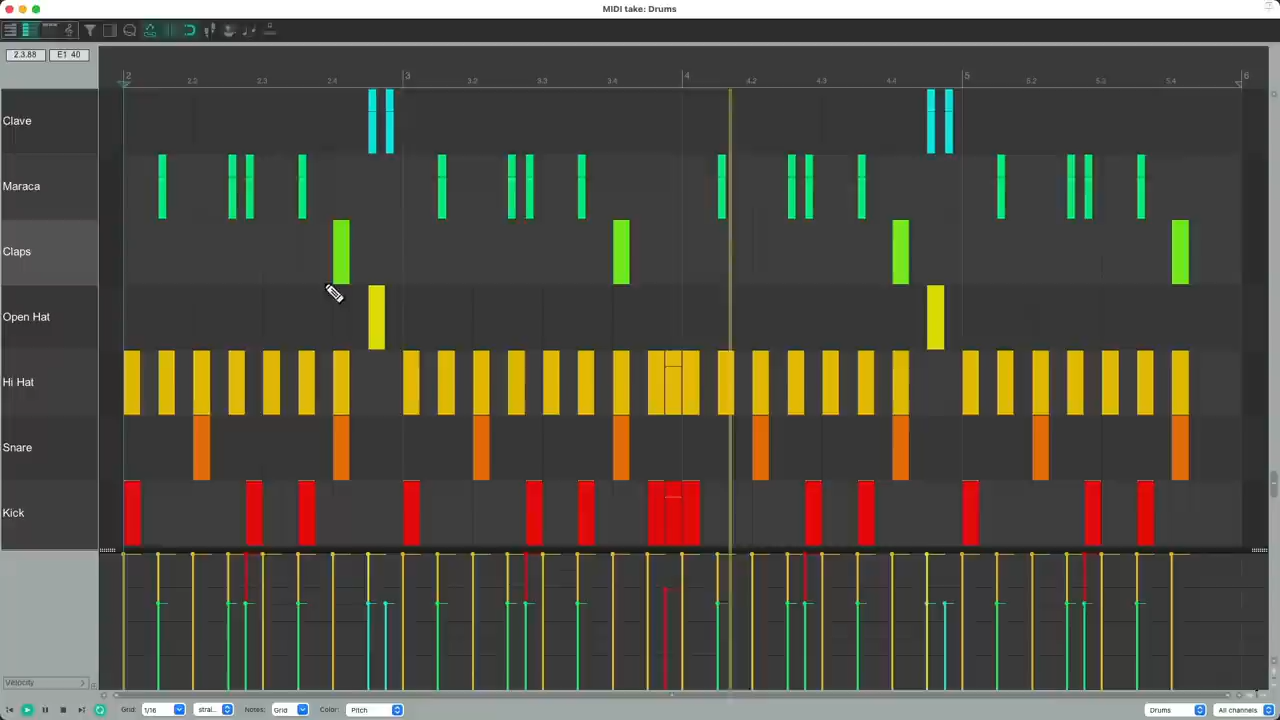 MIDI take: Drums
2.3.88 E1 40
2 2.2 2.3 2.4 3 3.2 3.3 3.4 4 4.2 4.3 4.4 5 5.2 5.3 5.4 6
Clave
Maraca
Claps
Open Hat
Hi Hat
Snare
Kick
Velocity
Grid: 1/16 strai... Notes: Grid Color: Pitch Drums All channels